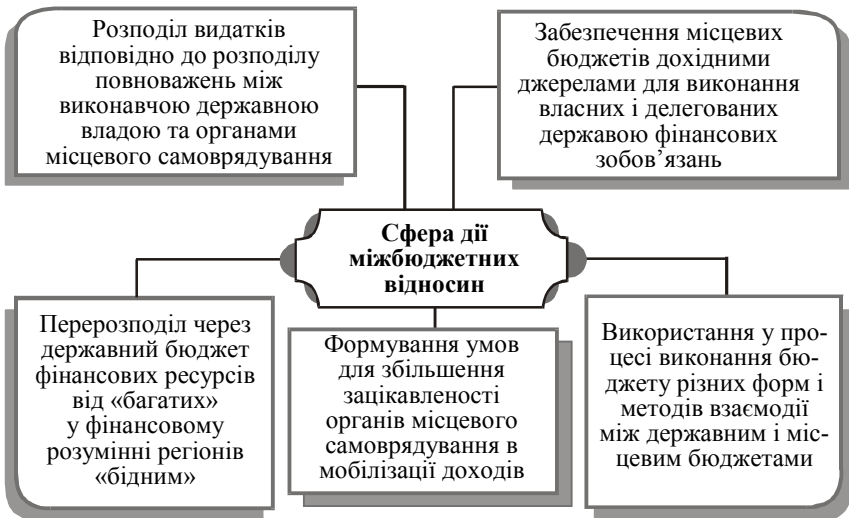 Розподіл видатків
відповідно до розподілу
повноважень між
виконавчою державною
владою та органами
місцевого самоврядування
Забезпечення місцевих
бюджетів дохідними
джерелами для виконання
власних і делегованих
державою фінансових
зобов’язань
Сфера дії
міжбюджетних
відносин
Перерозподіл через
державний бюджет
фінансових ресурсів
від «багатих»
у фінансовому
розумінні регіонів
«бідним»
Формування умов
для збільшення
зацікавленості
органів місцевого
самоврядування в
мобілізації доходів
Використання у про-
цесі виконання бю-
джету різних форм і
методів взаємодії
між державним і міс-
цевим бюджетами